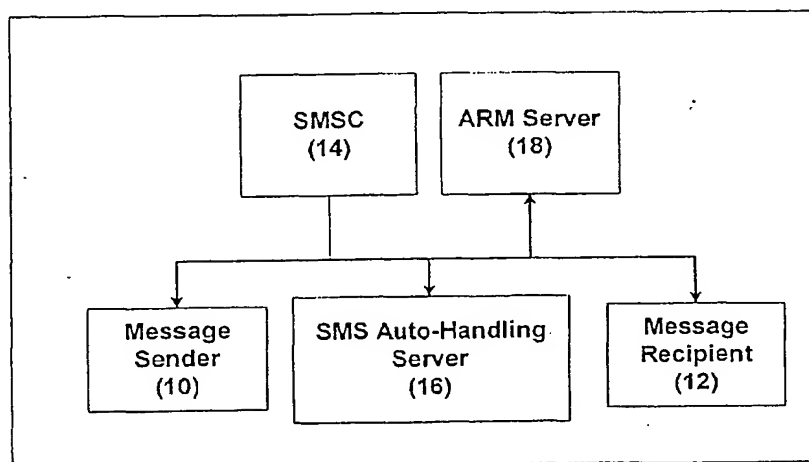 SMSC
(14)
ARM Server
(18)
Message
Sender
(10)
SMS Auto-Handling
Server
(16)
Message
Recipient
(12)